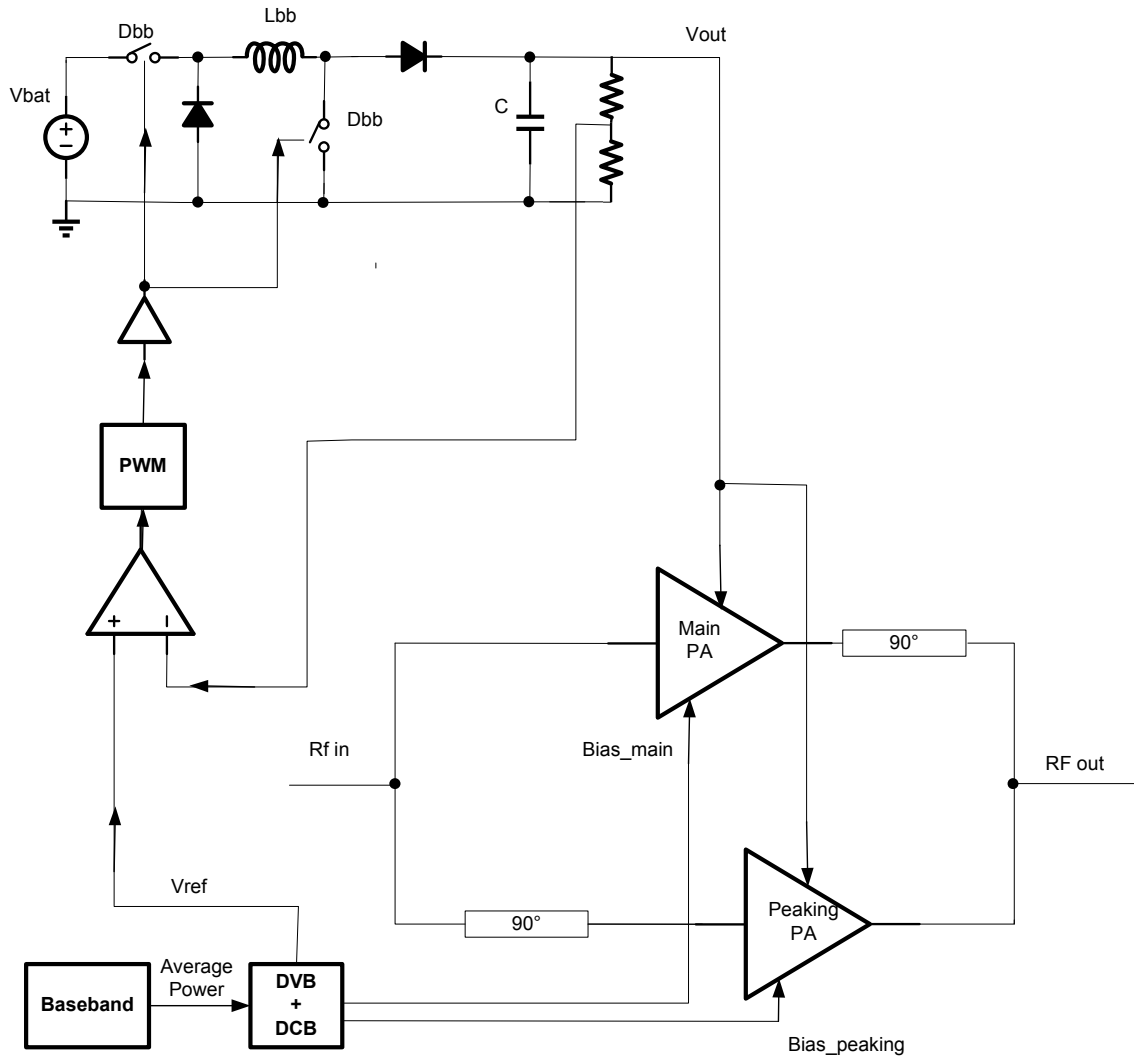 Lbb
Dbb
Vout
Vbat
+
−
C
Dbb
PWM
+
−
Main
PA
90°
Rf in
Bias_main
RF out
Vref
90°
Peaking
PA
Average
Power
Baseband
DVB
+
DCB
Bias_peaking